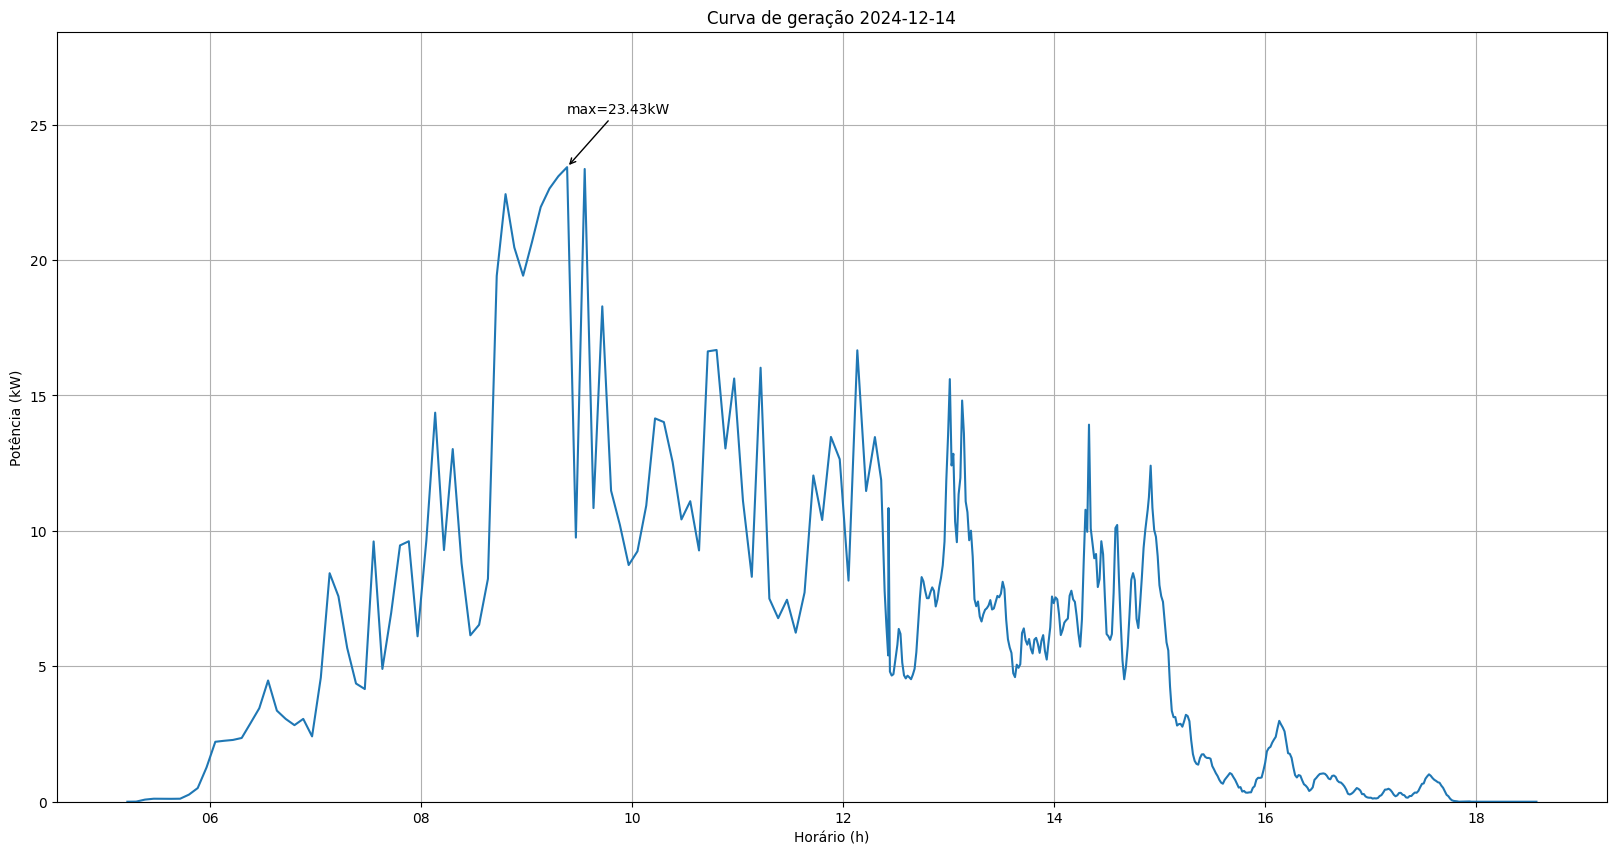 Curva de geração 2024-12-14
max=23.43kW
25
20
15
10
5
0
Potência (kW)
06 08 10 12 14 16 18
Horário (h)